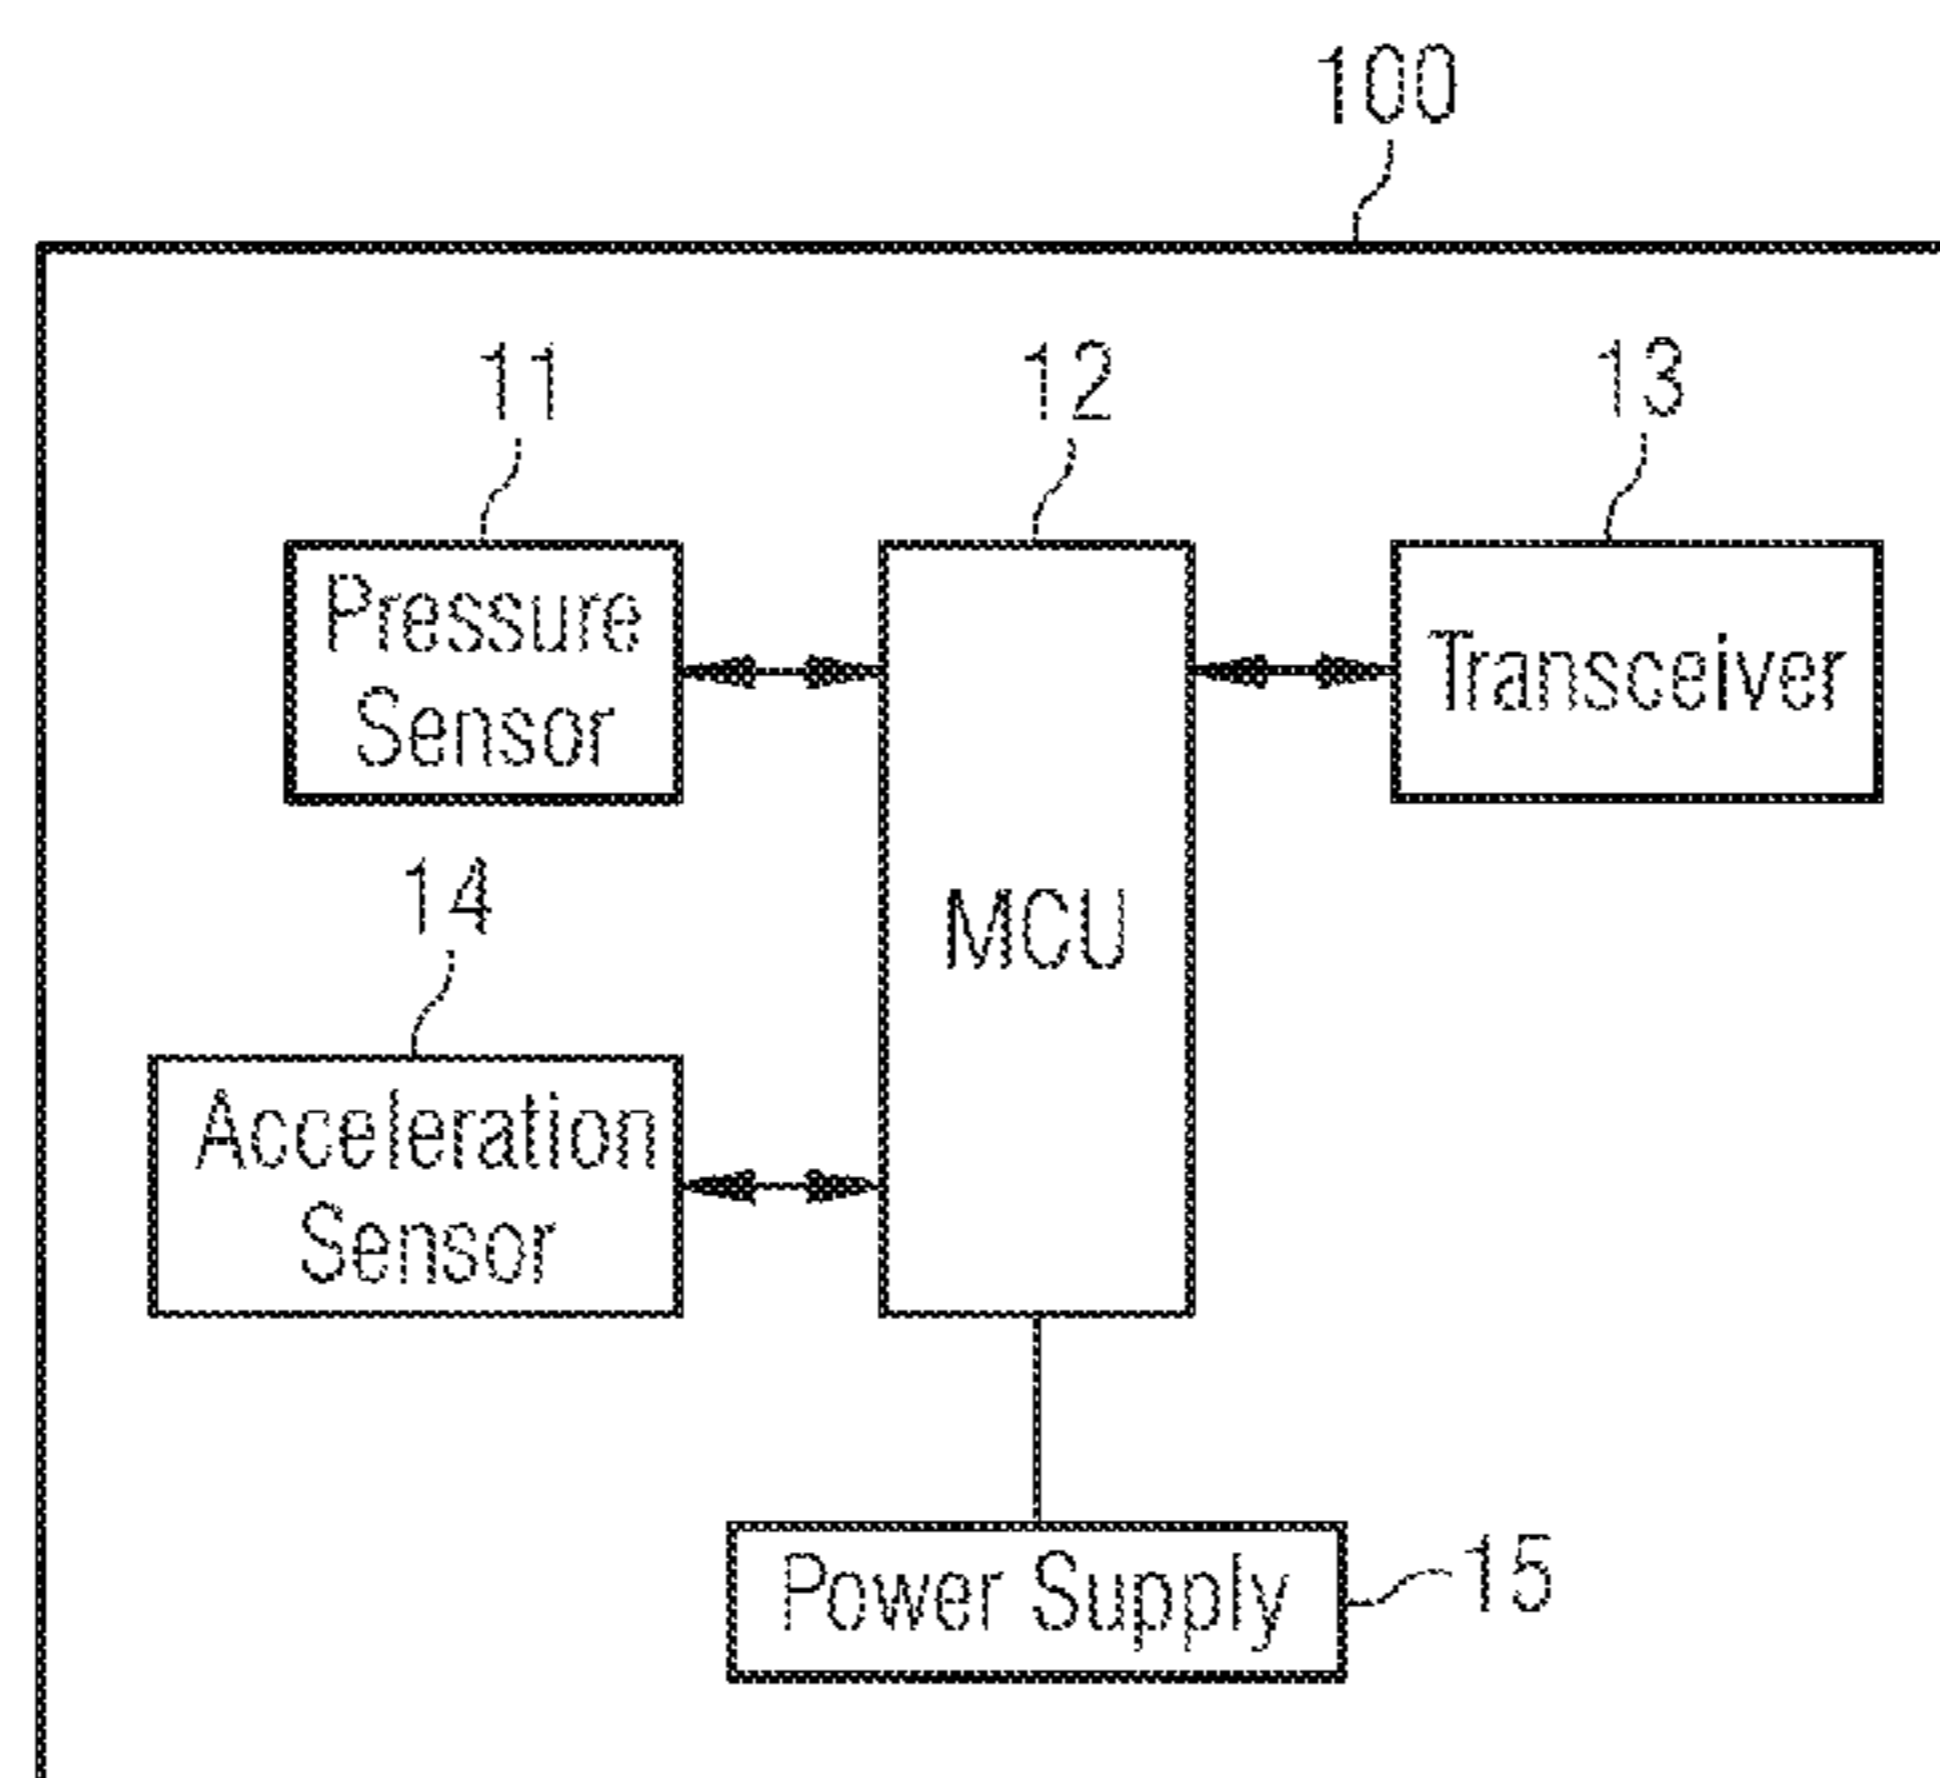 100
11
12
13
Pressure
Sensor
Transceiver
MCU
14
Acceleration
Sensor
Power Supply
15